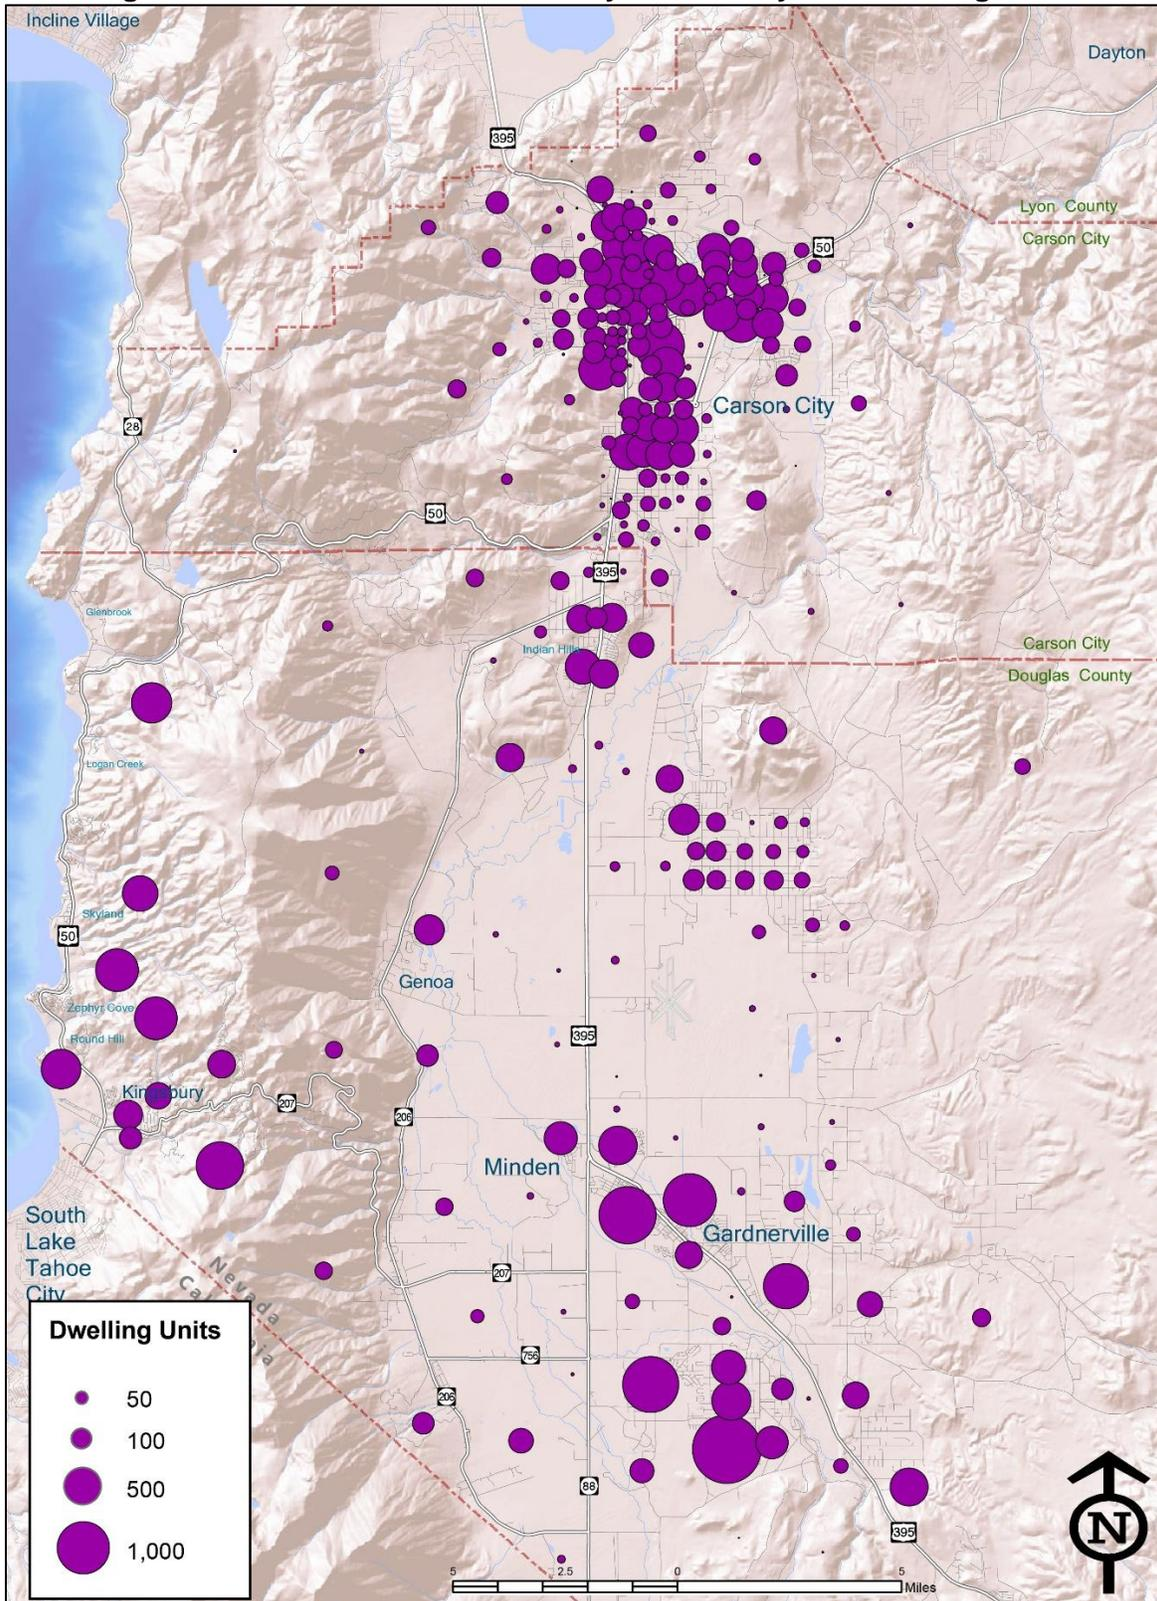 Incline Village
Dayton
395
Lyon County
Carson City
50
Carson City
28
50
395
Glenbrook
Indian Hills
Carson City
Douglas County
Logan Creek
Skyland
50
Genoa
Zephyr Cove
Round Hill
395
Kingsbury
207
206
Minden
South
Lake
Tahoe
City
Gardnerville
Nevada
207
756
206
88
395
Dwelling Units
50
100
500
1,000
N
5 2.5 0 5
Miles